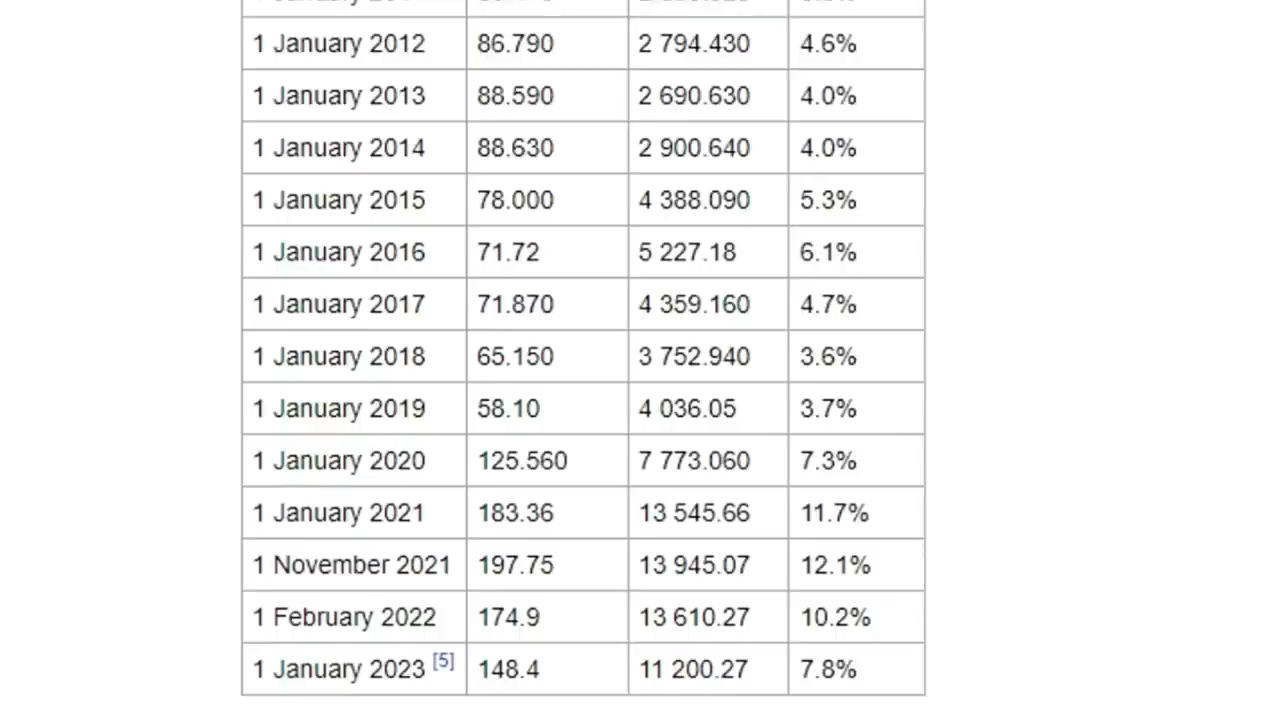 1 January 2012 86.790 2 794.430 4.6%
1 January 2013 88.590 2 690.630 4.0%
1 January 2014 88.630 2 900.640 4.0%
1 January 2015 78.000 4 388.090 5.3%
1 January 2016 71.72 5 227.18 6.1%
1 January 2017 71.870 4 359.160 4.7%
1 January 2018 65.150 3 752.940 3.6%
1 January 2019 58.10 4 036.05 3.7%
1 January 2020 125.560 7 773.060 7.3%
1 January 2021 183.36 13 545.66 11.7%
1 November 2021 197.75 13 945.07 12.1%
1 February 2022 174.9 13 610.27 10.2%
1 January 2023 [5] 148.4 11 200.27 7.8%